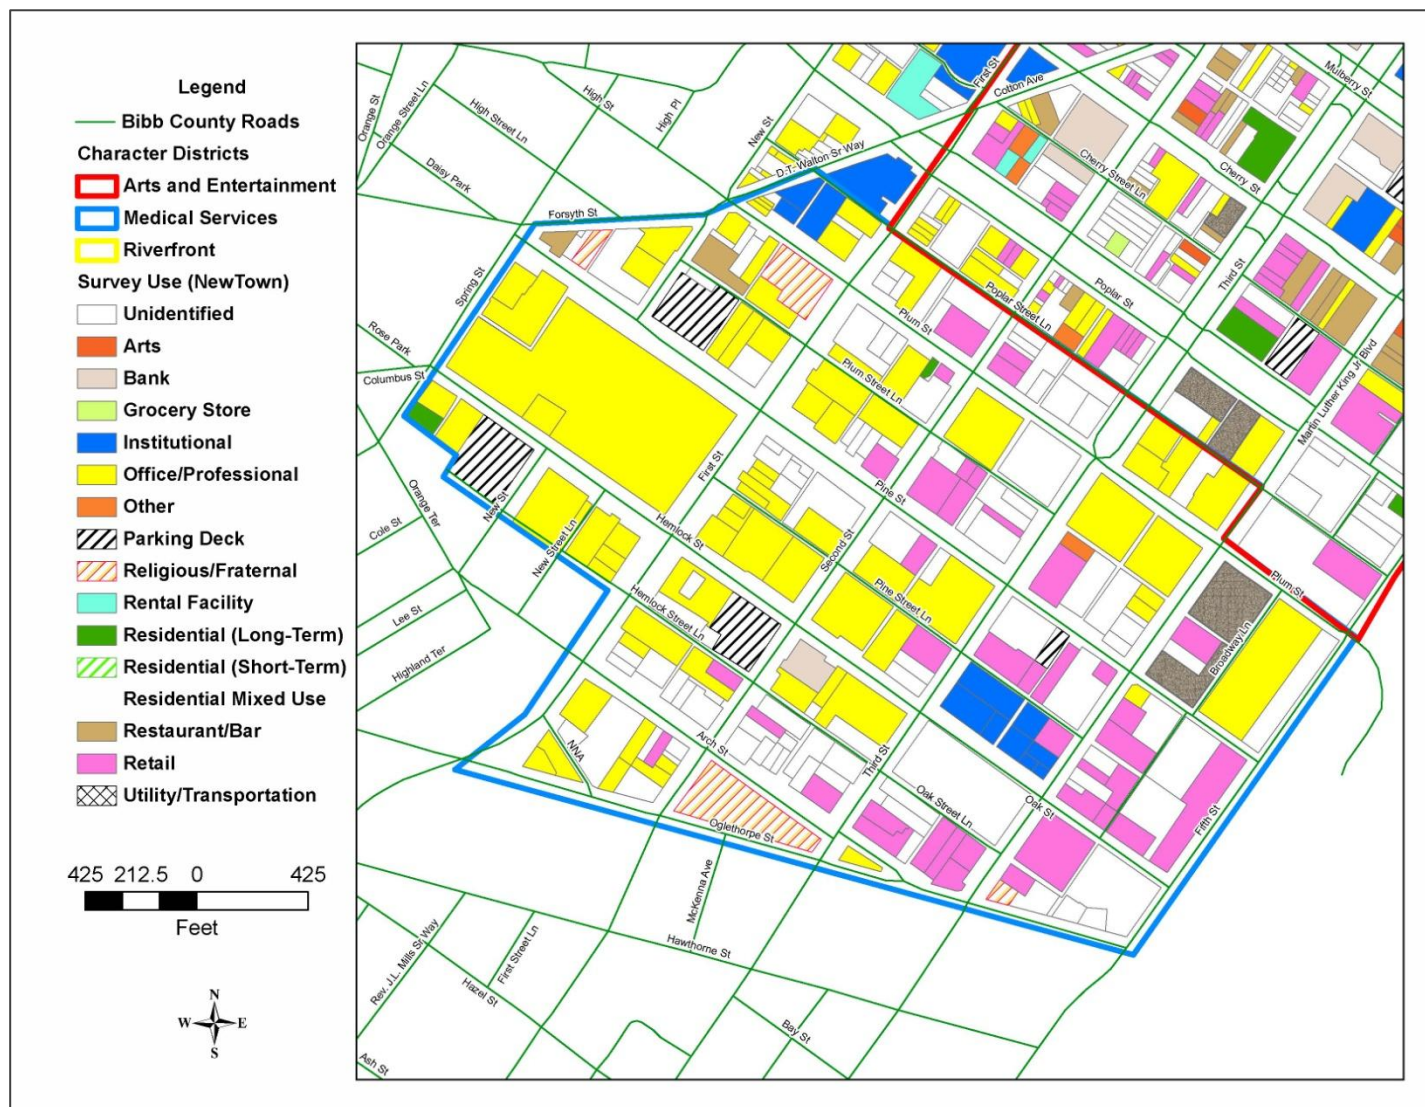 Legend
Bibb County Roads
Character Districts
Arts and Entertainment
Medical Services
Riverfront
Survey Use (NewTown)
Unidentified
Arts
Bank
Grocery Store
Institutional
Office/Professional
Other
Parking Deck
Religious/Fraternal
Rental Facility
Residential (Long-Term)
Residential (Short-Term)
Residential Mixed Use
Restaurant/Bar
Retail
Utility/Transportation
425 212.5 0 425
Feet
N
W E
S
Orange St
Orange Street Ln
High Street Ln
High St
High Pl
Daisy Park
New St
D.T. Walton Sr Way
First St
Cotton Ave
Mulberry St
Cherry Street Ln
Cherry St
Forsyth St
Spring St
Rose Park
Columbus St
Poplar St
Poplar Street Ln
Third St
Martin Luther King Jr Blvd
Plum St
Plum Street Ln
First St
Pine St
Orange Ter
New St
New Street Ln
Cole St
Lee St
Highland Ter
Hemlock St
Hemlock Street Ln
Second St
Pine Street Ln
Plum St
Broadway Ln
NNA
Arch St
Third St
Oak Street Ln
Oak St
Fifth St
Oglethorpe St
McKenna Ave
Hawthorne St
Rev. J.L. Mills Sr Way
First Street Ln
Hazel St
Bay St
Ash St